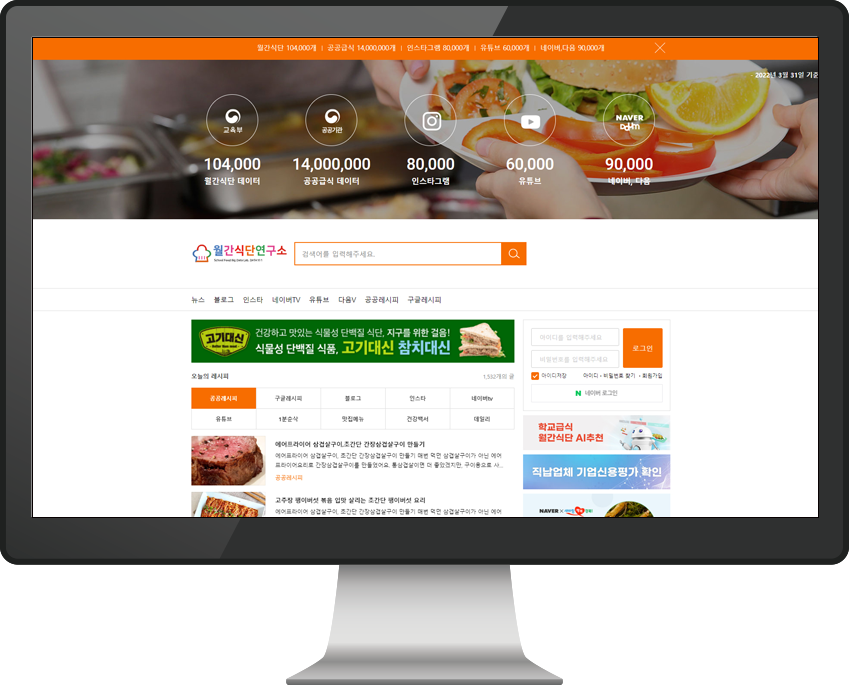 월간식단 104,000개 | 공공급식 14,000,000개 | 인스타그램 80,000개 | 유튜브 60,000개 | 네이버,다음 90,000개
2022년 3월 31일 기준
교육부 공공기관 NAVER
Daum
104,000 14,000,000 80,000 60,000 90,000
월간식단 데이터 공공급식 데이터 인스타그램 유튜브 네이버, 다음
월간식단연구소 검색어를 입력해주세요.
뉴스 블로그 인스타 네이버TV 유튜브 다음V 공공레시피 구글레시피
고기대신 건강하고 맛있는 식물성 단백질 식단, 지구를 위한 걸음!
식물성 단백질 식품, 고기대신 참치대신
아이디를 입력해주세요
비밀번호를 입력해주세요
로그인
아이디저장 아이디 · 비밀번호 찾기 · 회원가입
N 네이버 로그인
오늘의 레시피
공공레시피 구글레시피 블로그 인스타 네이버tv
유튜브 1분순삭 맛집메뉴 건강백서 데일리
에어프라이어 삼겹살구이,초간단 간장삼겹살구이 만들기
에어프라이어 삼겹살구이, 초간단 간장삼겹살구이 만들기 매번 먹던 삼겹살구이가 아닌 에어
프라이어요리로 간장삼겹살구이를 만들었어요. 통삼겹살이면 더 좋았겠지만, 구이용으로 사...
공공레시피
고추장 팽이버섯 볶음 입맛 살리는 초간단 팽이버섯 요리
에어프라이어 삼겹살구이, 초간단 간장삼겹살구이 만들기 매번 먹던 삼겹살구이가 아닌 에어
학교급식
월간식단 AI추천
직납업체 기업신용평가 확인
NAVER ×